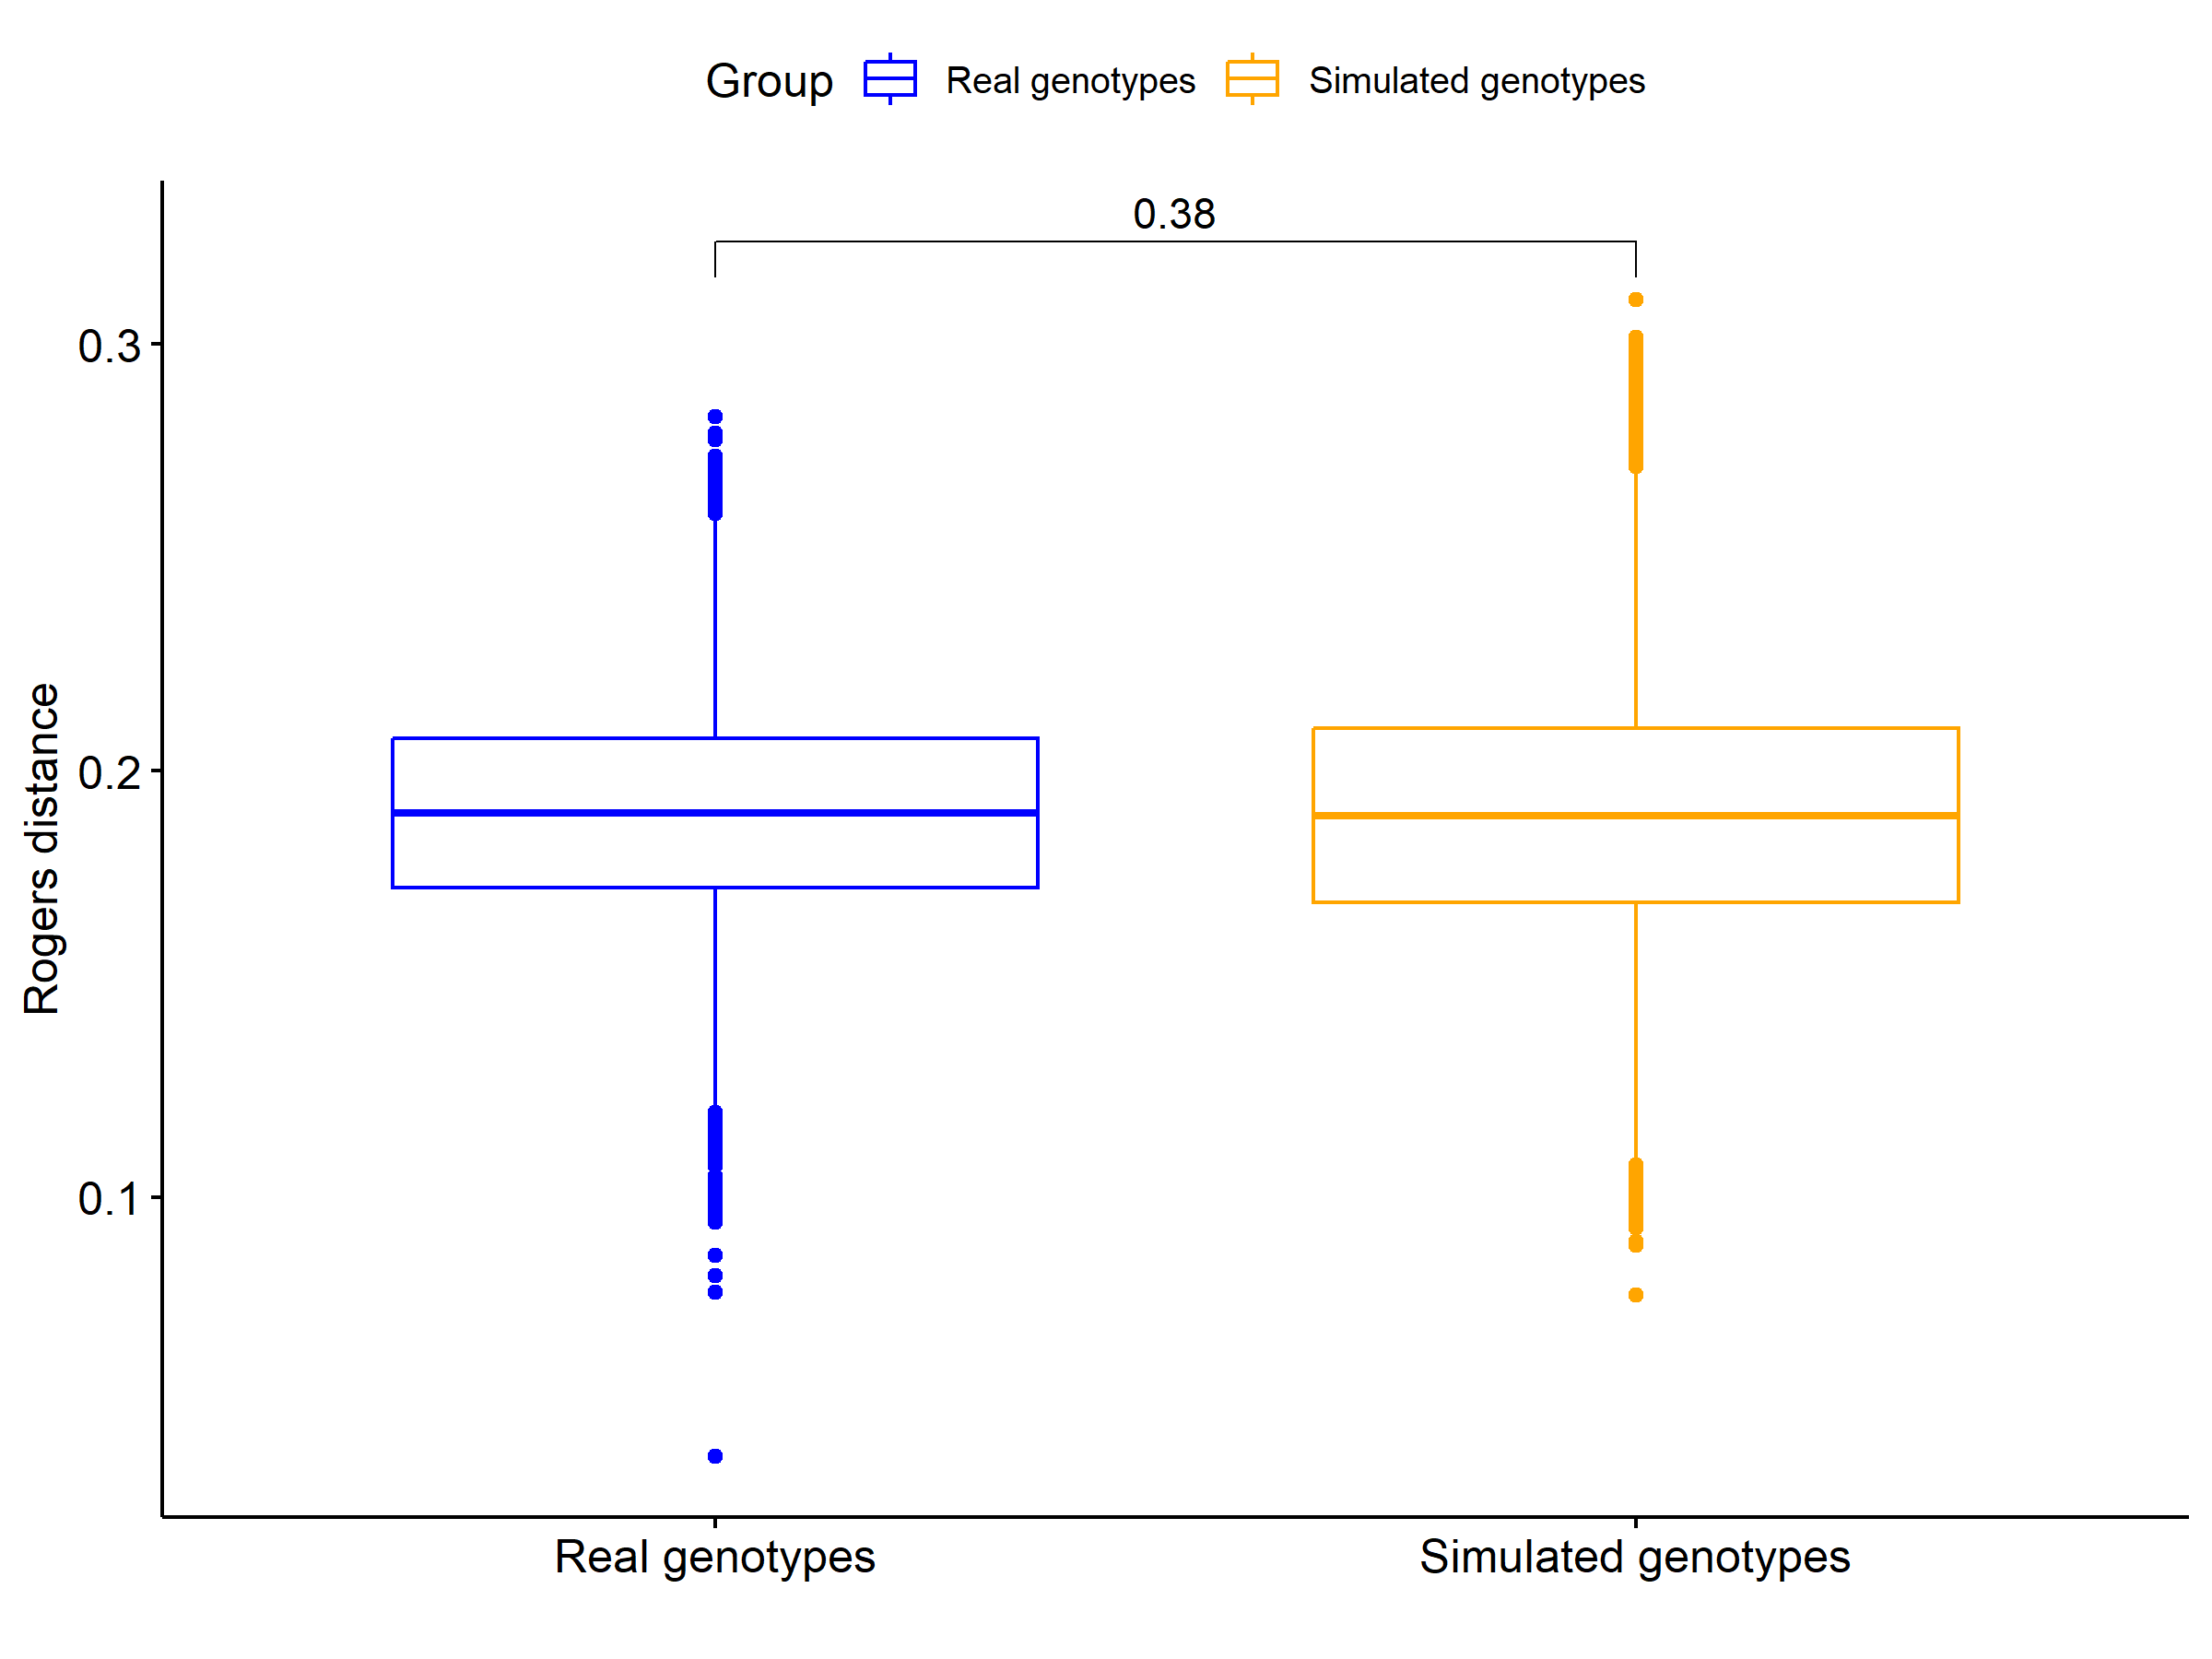 Group Real genotypes Simulated genotypes
0.38
0.3
0.2
0.1
Rogers distance
Real genotypes Simulated genotypes